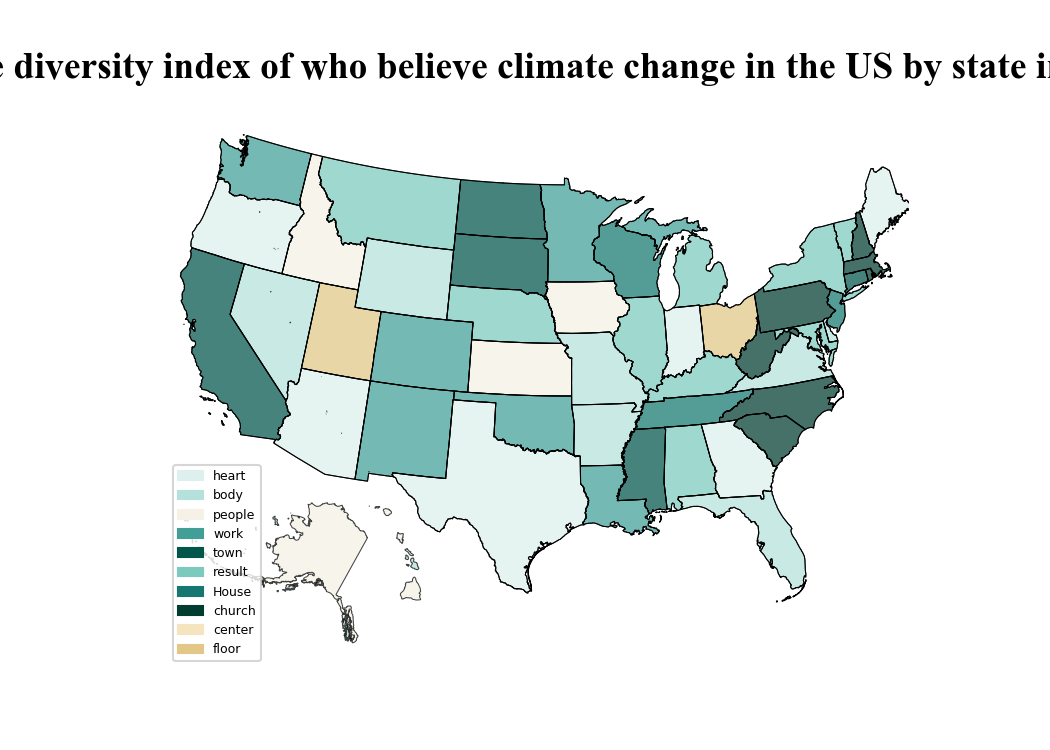 diversity index of who believe climate change in the US by state
heart
body
people
work
town
result
House
church
center
floor